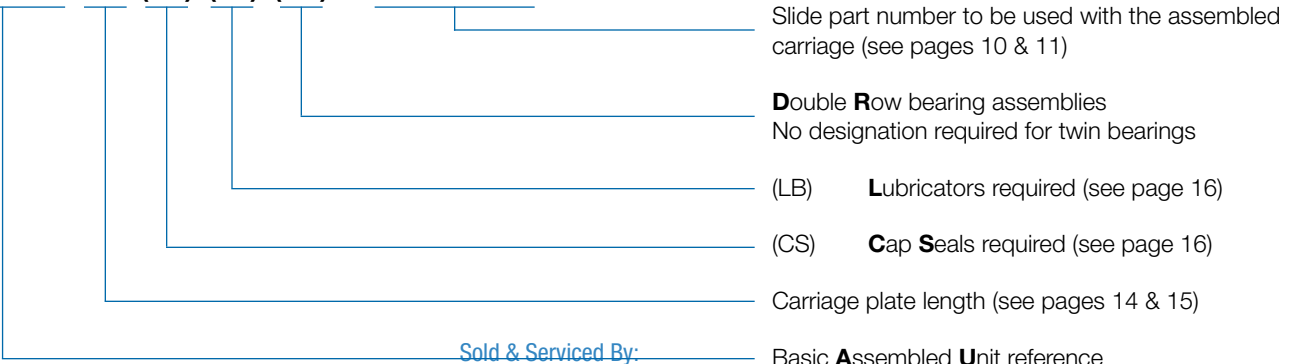 Slide part number to be used with the assembled
carriage (see pages 10 & 11)
Double Row bearing assemblies
No designation required for twin bearings
(LB) Lubricators required (see page 16)
(CS) Cap Seals required (see page 16)
Carriage plate length (see pages 14 & 15)
Sold & Serviced By:
Basic Assembled Unit reference